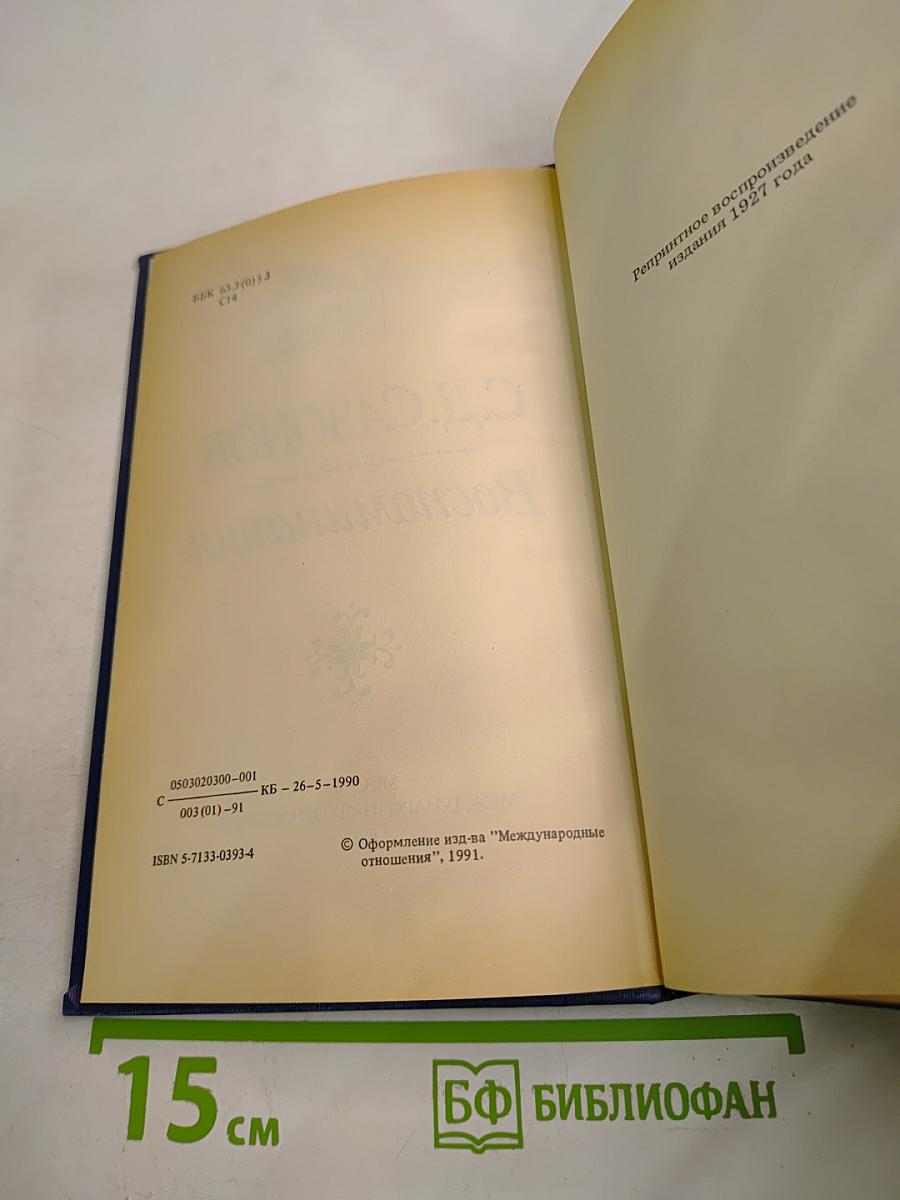 ББК 63.3(0)53
С14
С.Д. САЗОНОВ
Воспоминания
0503020300–001
С ——— КБ – 26–5–1990
003(01)–91
ISBN 5-7133-0393-4
© Оформление изд-ва "Международные
отношения", 1991.
Репринтное воспроизведение
издания 1927 года
15 см
БФ БИБЛИОФАН